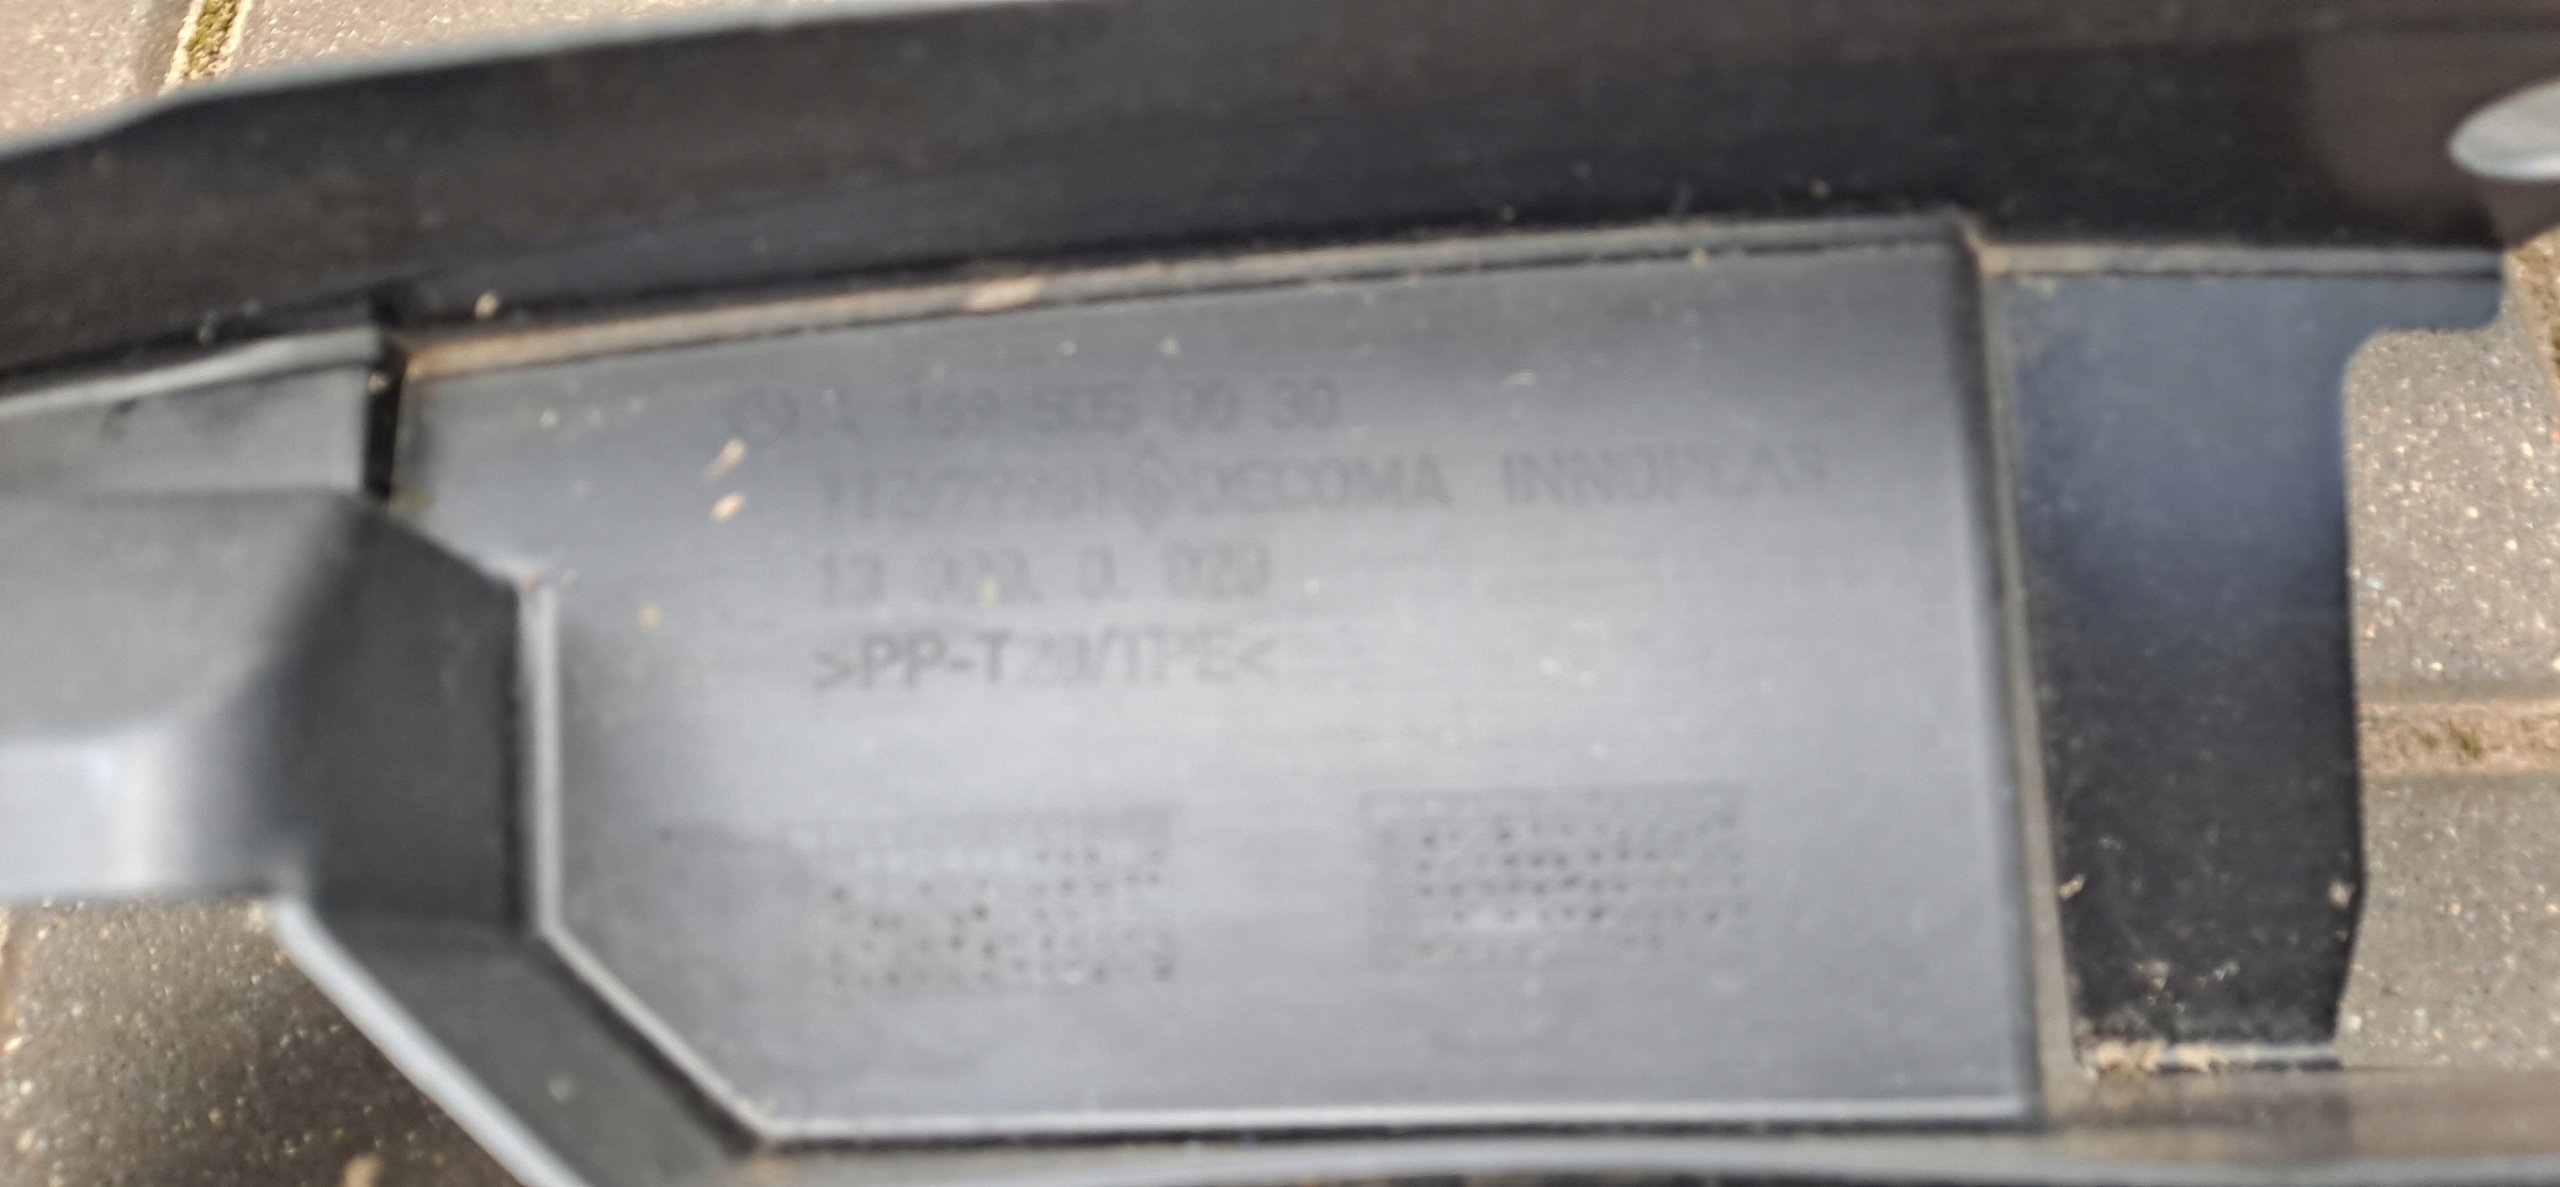 A 169 505 00 30
DECOMA INNOPLAS
13 000. 0. 020
>PP-T20/TPE<